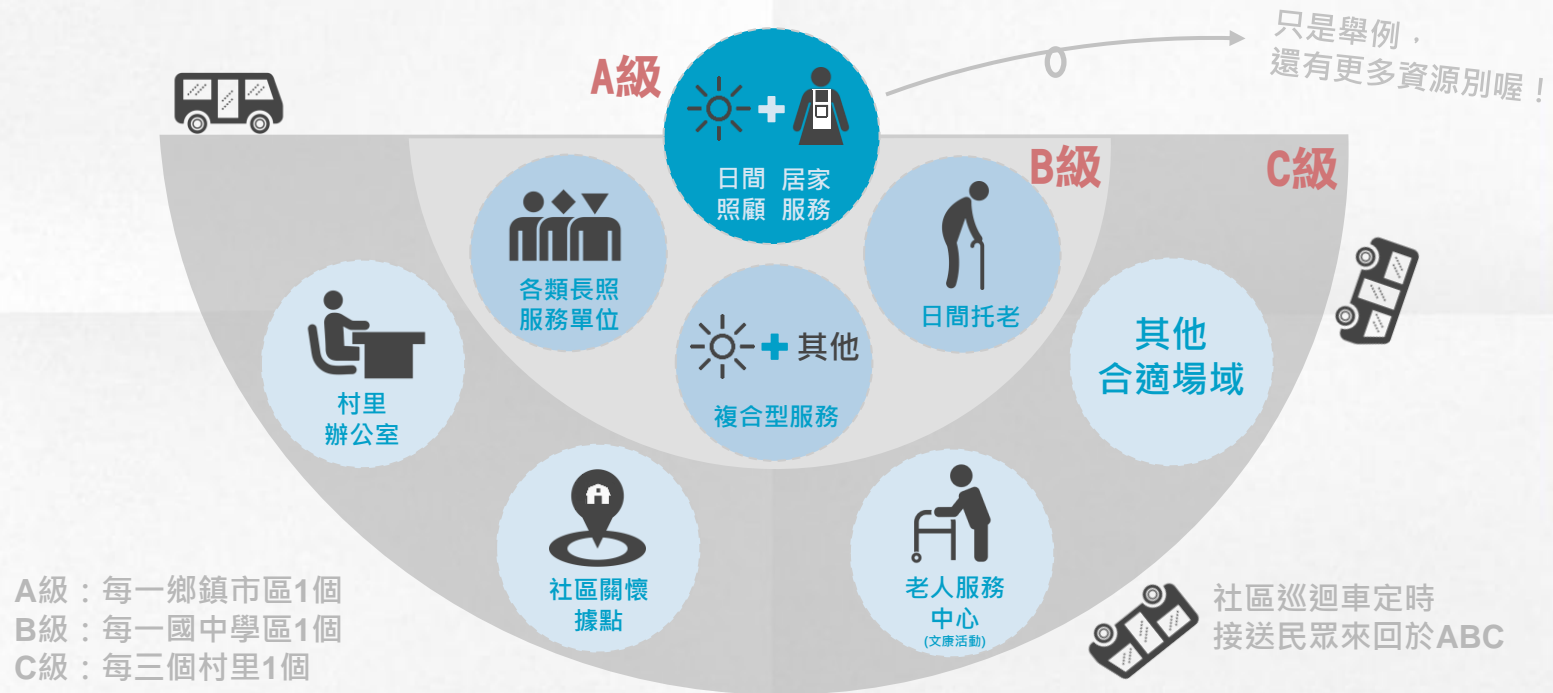 只是舉例，
還有更多資源別喔！
A級
日間
照顧
居家
服務
B級
C級
各類長照
服務單位
日間托老
其他
複合型服務
村里
辦公室
其他
合適場域
社區關懷
據點
老人服務
中心
(文康活動)
A級：每一鄉鎮市區1個
B級：每一國中學區1個
C級：每三個村里1個
社區巡迴車定時
接送民眾來回於ABC